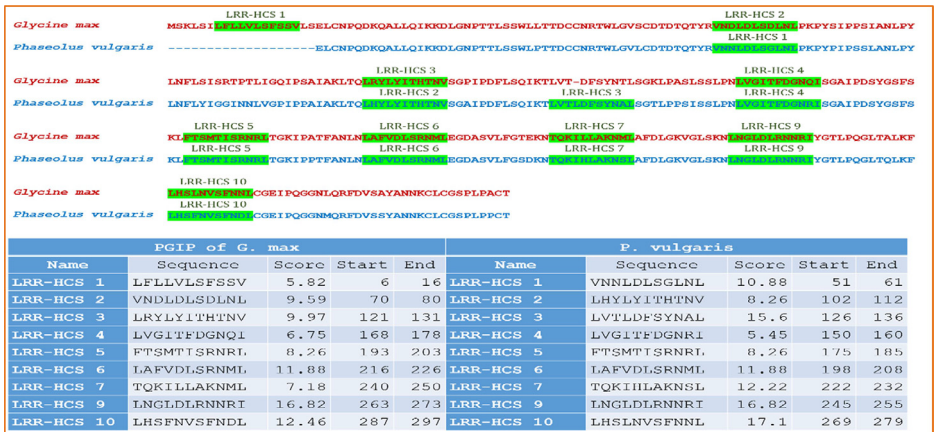 LRR-HCS 1 LRR-HCS 2
Glycine max MSKLSILFLLVLSFSSVLSELCNPQDKQALLQIKKDLGNPTTLSSWLLTTDCCNRTWLGVSCDTDTQTYRVNDLDLSDLNLPKPYSIPPSIANLPY
LRR-HCS 1
Phaseolus vulgaris ----------------ELCNPQDKQALLQIKKDLGNPTTLSSWLPTTDCCNRTWLGVLCDTDTQTYRVNNLDLSGLNLPKPYPIPSSLANLPY
LRR-HCS 3 LRR-HCS 4
Glycine max LNFLSISRTPTLIGQIPSAIAKLTQLRYLYITHTNVSGPIPDFLSQIKTLVT-DFSYNTLSGKLPASLSSLPNLVGITFDGNQISGAIPDSYGSFS
LRR-HCS 2 LRR-HCS 3 LRR-HCS 4
Phaseolus vulgaris LNFLYIGGINNLVGPIPPAIAKLTQLHYLYITHTNVSGAIPDFLSQIKTLVTLDFSYNALSGTLPPSISSLPNLVGITFDGNRISGAIPDSYGSFS
LRR-HCS 5 LRR-HCS 6 LRR-HCS 7 LRR-HCS 9
Glycine max KLFTSMTISRNRLTGKIPATFANLNLAFVDLSRNMLEGDASVLFGTEKNTQKILLAKNMLAFDLGKVGLSKNLNGLDLRNNRIYGTLPQGLTALKF
LRR-HCS 5 LRR-HCS 6 LRR-HCS 7 LRR-HCS 9
Phaseolus vulgaris KLFTSMTISRNRLTGKIPPTFANLNLAFVDLSRNMLEGDASVLFGSDKNTQKIHLAKNSLAFDLGKVGLSKNLNGLDLRNNRIYGTLPQGLTQLKF
LRR-HCS 10
Glycine max LHSLNVSFNNLCGEIPQGGNLQRFDVSAYANNKCLCGSPLPACT
LRR-HCS 10
Phaseolus vulgaris LHSFNVSFNDLCGEIPQGGNMQRFDVSSYANNKCLCGSPLPPCT
PGIP of G. max P. vulgaris
Name Sequence Score Start End Name Sequence Score Start End
LRR-HCS 1 LFLLVLSFSSV 5.82 6 16 LRR-HCS 1 VNNLDLSGLNL 10.88 51 61
LRR-HCS 2 VNDLDLSDLNL 9.59 70 80 LRR-HCS 2 LHYLYITHTNV 8.26 102 112
LRR-HCS 3 LRYLYITHTNV 9.97 121 131 LRR-HCS 3 LVTLDFSYNAL 15.6 126 136
LRR-HCS 4 LVGITFDGNQI 6.75 168 178 LRR-HCS 4 LVGITFDGNRI 5.45 150 160
LRR-HCS 5 FTSMTISRNRL 8.26 193 203 LRR-HCS 5 FTSMTISRNRL 8.26 175 185
LRR-HCS 6 LAFVDLSRNML 11.88 216 226 LRR-HCS 6 LAFVDLSRNML 11.88 198 208
LRR-HCS 7 TQKILLAKNML 7.18 240 250 LRR-HCS 7 TQKIHLAKNSL 12.22 222 232
LRR-HCS 9 LNGLDLRNNRI 16.82 263 273 LRR-HCS 9 LNGLDLRNNRI 16.82 245 255
LRR-HCS 10 LHSFNVSFNDL 12.46 287 297 LRR-HCS 10 LHSLNVSFNNL 17.1 269 279